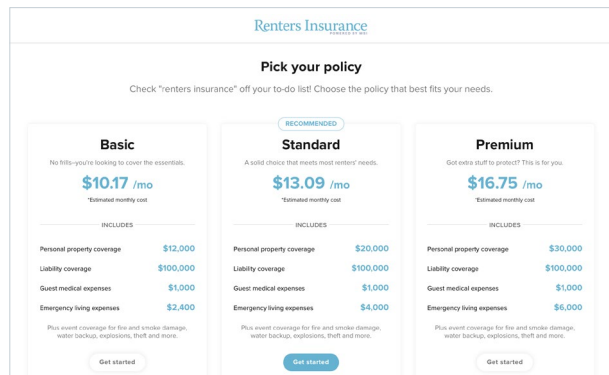 Renters Insurance
POWERED BY MRI
Pick your policy
Check "renters insurance" off your to-do list! Choose the policy that best fits your needs.
Basic
No frills–you're looking to cover the essentials.
$10.17 /mo
*Estimated monthly cost
INCLUDES
Personal property coverage $12,000
Liability coverage $100,000
Guest medical expenses $1,000
Emergency living expenses $2,400
Plus event coverage for fire and smoke damage,
water backup, explosions, theft and more.
Get started
RECOMMENDED
Standard
A solid choice that meets most renters' needs.
$13.09 /mo
*Estimated monthly cost
INCLUDES
Personal property coverage $20,000
Liability coverage $100,000
Guest medical expenses $1,000
Emergency living expenses $4,000
Plus event coverage for fire and smoke damage,
water backup, explosions, theft and more.
Get started
Premium
Got extra stuff to protect? This is for you.
$16.75 /mo
*Estimated monthly cost
INCLUDES
Personal property coverage $30,000
Liability coverage $100,000
Guest medical expenses $1,000
Emergency living expenses $6,000
Plus event coverage for fire and smoke damage,
water backup, explosions, theft and more.
Get started